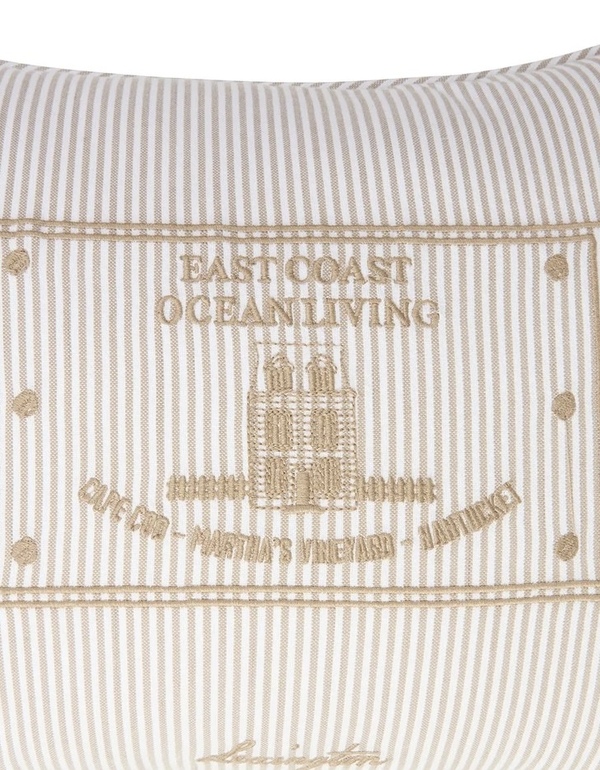 EAST COAST
OCEAN LIVING
CAPE COD - MARTHA'S VINEYARD - NANTUCKET
Lexington